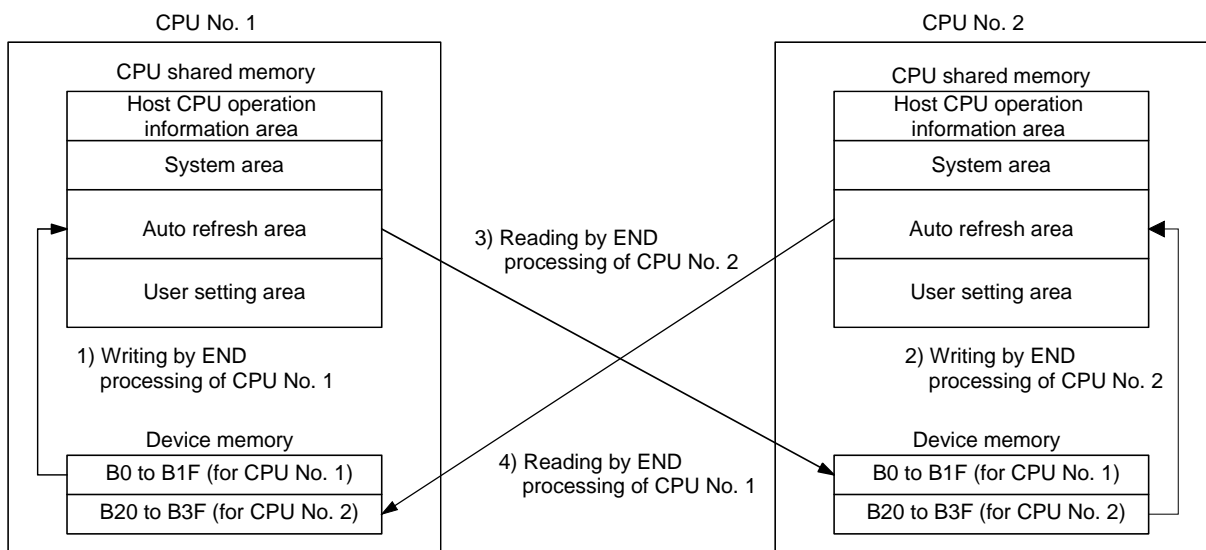 CPU No. 1
CPU shared memory
Host CPU operation
information area
System area
Auto refresh area
User setting area
1) Writing by END
processing of CPU No. 1
Device memory
B0 to B1F (for CPU No. 1)
B20 to B3F (for CPU No. 2)
3) Reading by END
processing of CPU No. 2
4) Reading by END
processing of CPU No. 1
CPU No. 2
CPU shared memory
Host CPU operation
information area
System area
Auto refresh area
User setting area
2) Writing by END
processing of CPU No. 2
Device memory
B0 to B1F (for CPU No. 1)
B20 to B3F (for CPU No. 2)